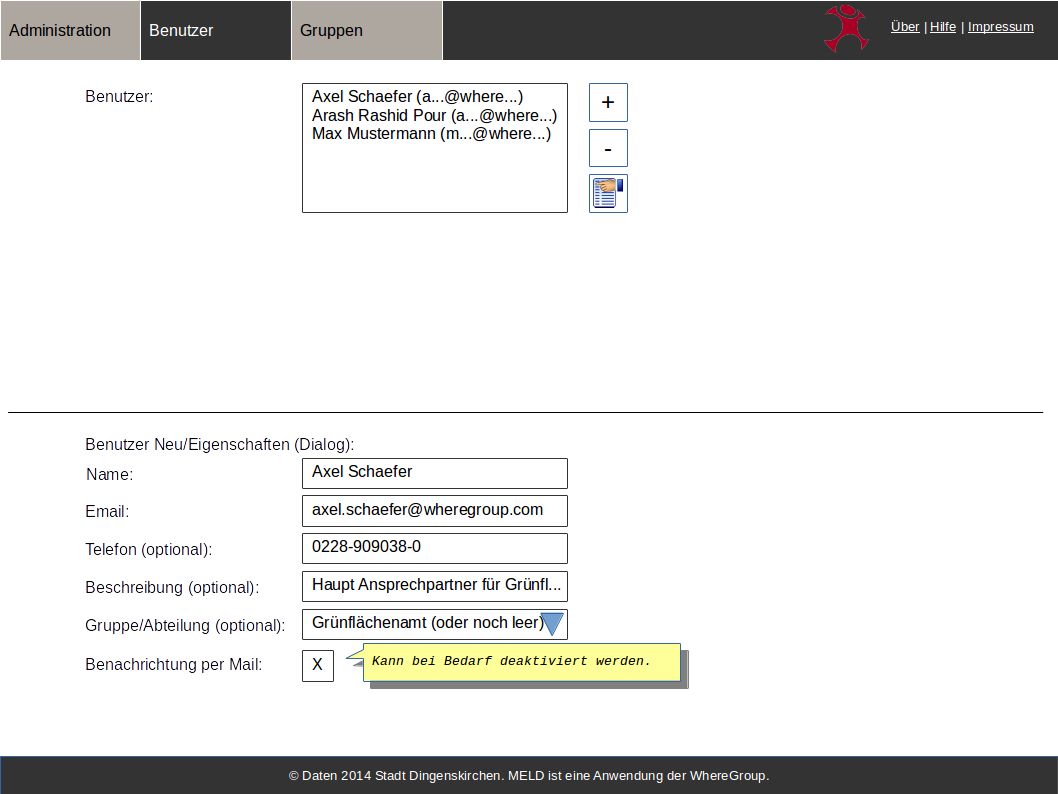 Administration
Benutzer
Gruppen
Über | Hilfe | Impressum
Benutzer:
Axel Schaefer (a...@where...)
Arash Rashid Pour (a...@where...)
Max Mustermann (m...@where...)
+
-
Benutzer Neu/Eigenschaften (Dialog):
Name:
Axel Schaefer
Email:
axel.schaefer@wheregroup.com
Telefon (optional):
0228-909038-0
Beschreibung (optional):
Haupt Ansprechpartner für Grünfl...
Gruppe/Abteilung (optional):
Grünflächenamt (oder noch leer)
Benachrichtung per Mail:
X
Kann bei Bedarf deaktiviert werden.
© Daten 2014 Stadt Dingenskirchen. MELD ist eine Anwendung der WhereGroup.